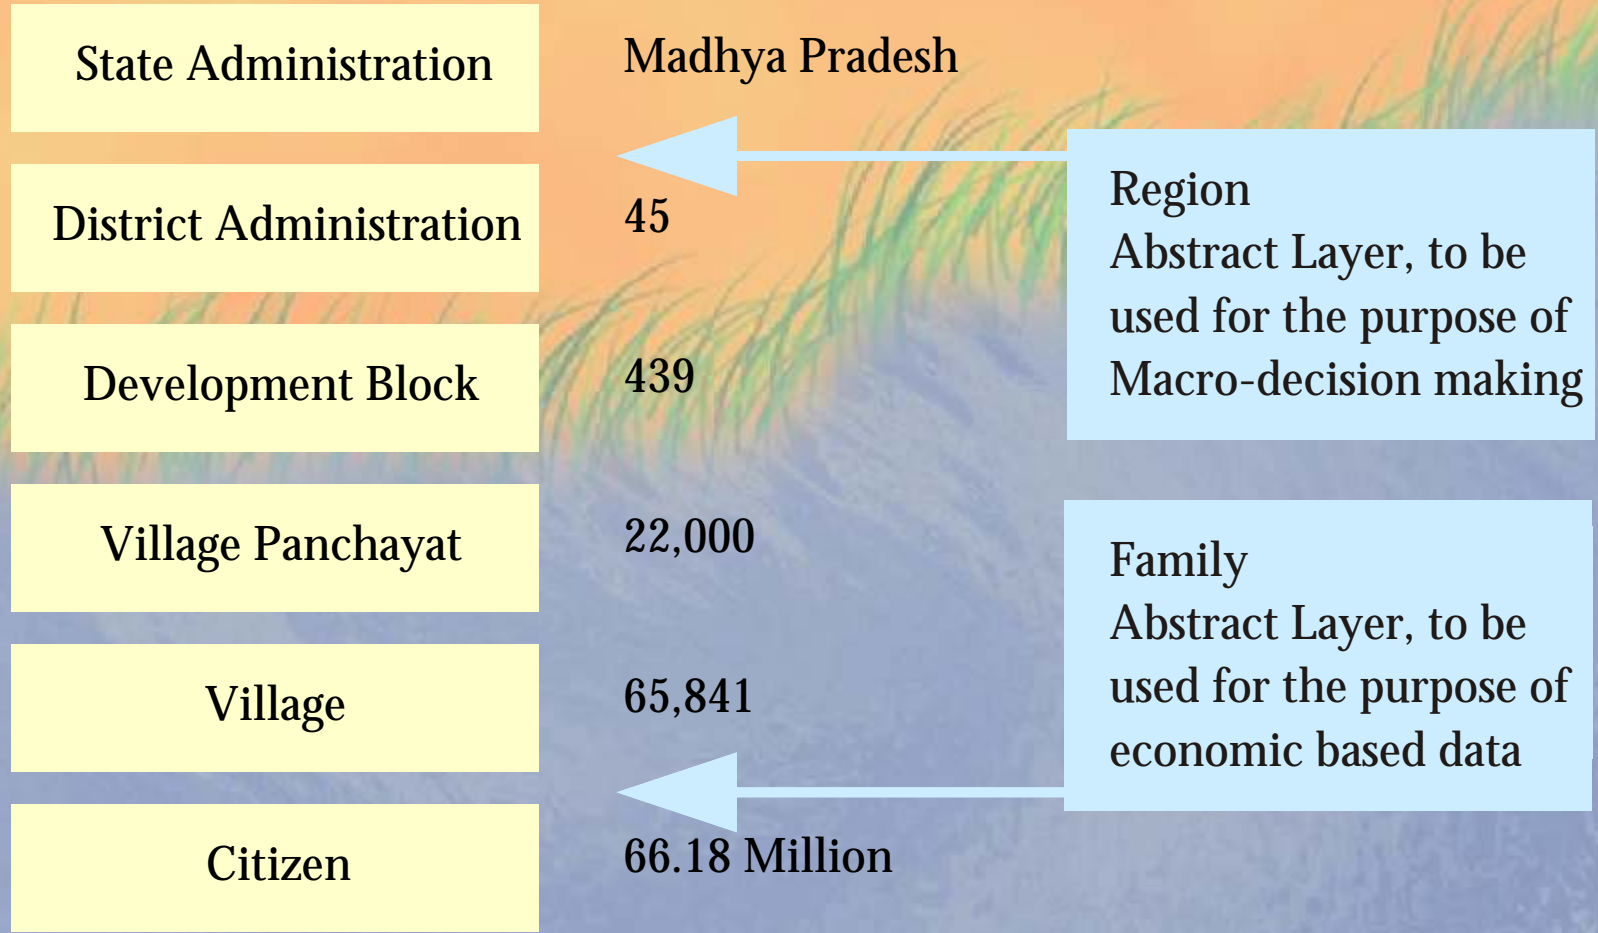 State Administration
Madhya Pradesh
District Administration
45
Development Block
439
Village Panchayat
22,000
Village
65,841
Citizen
66.18 Million
Region
Abstract Layer, to be
used for the purpose of
Macro-decision making
Family
Abstract Layer, to be
used for the purpose of
economic based data